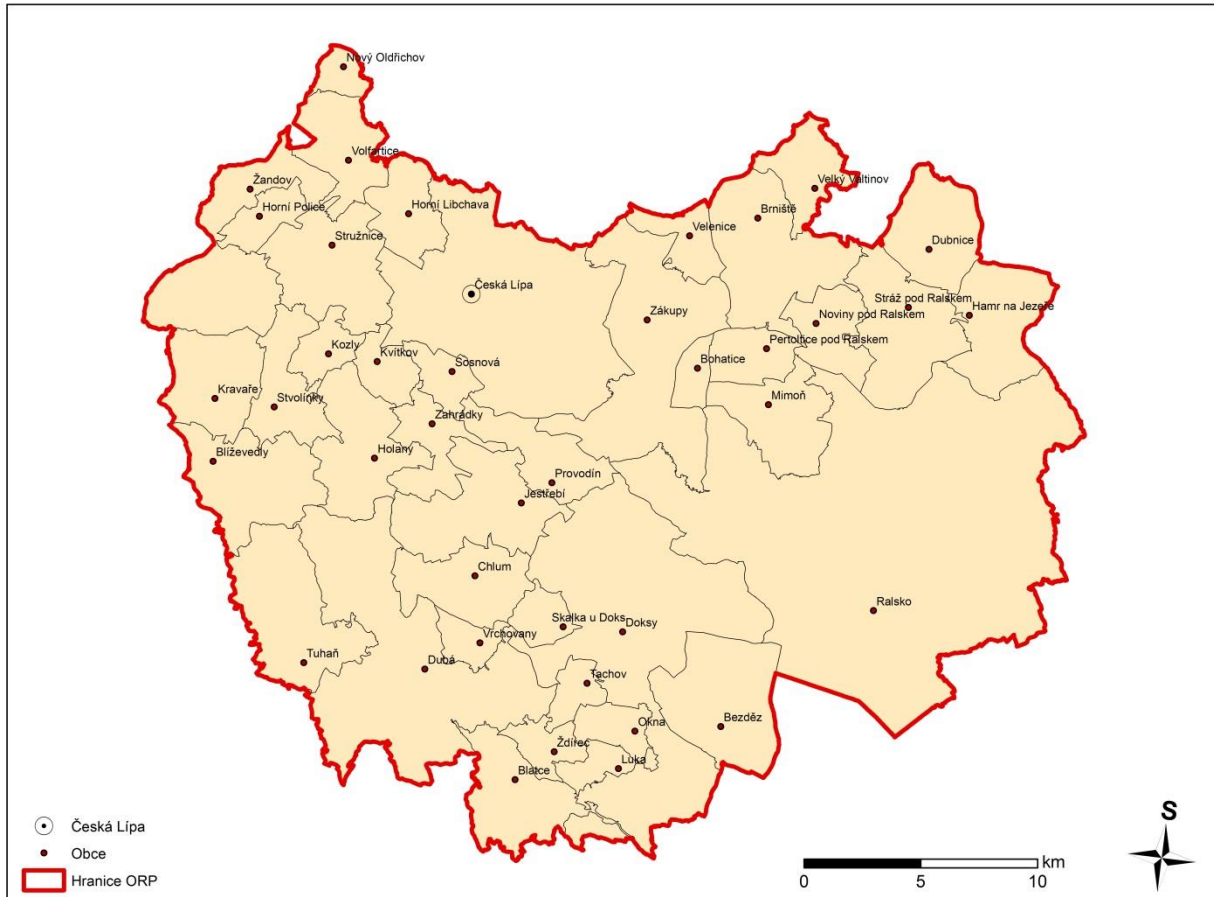 Nový Oldřichov
Volfartice
Žandov
Velký Valtinov
Horní Police
Horní Libchava
Brniště
Velenice
Stružnice
Dubnice
Česká Lípa
Stráž pod Ralskem
Hamr na Jezeře
Zákupy
Noviny pod Ralskem
Pertoltice pod Ralskem
Kozly
Kvítkov
Sosnová
Bohatice
Kravaře
Stvolínky
Mimoň
Zahrádky
Blíževedly
Holany
Provodín
Jestřebí
Chlum
Ralsko
Skalka u Doks
Doksy
Vrchovany
Tuhaň
Dubá
Tachov
Okna
Bezděz
Ždírec
Luka
Blatce
Česká Lípa
Obce
Hranice ORP
km
0 5 10
S